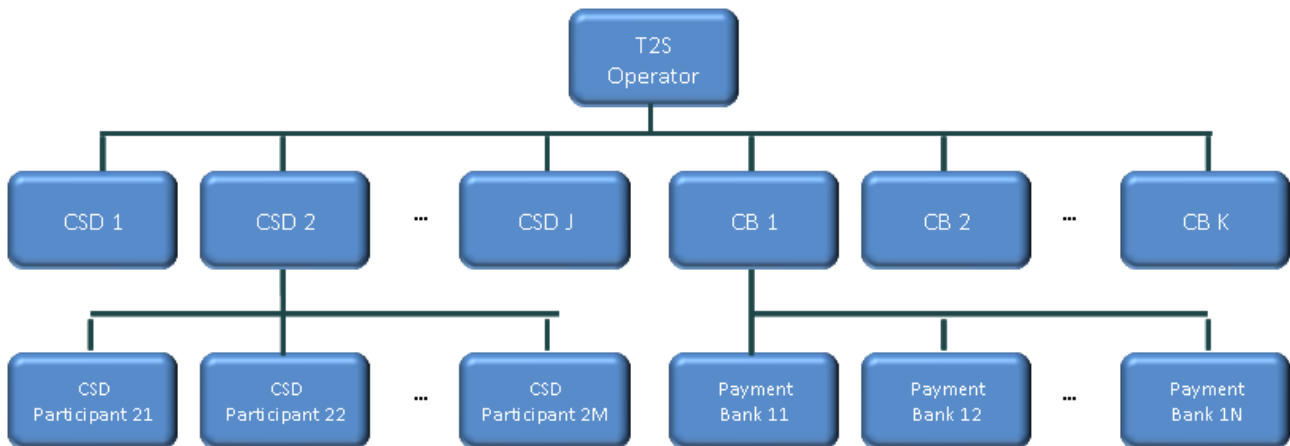 T2S
Operator
CSD 1
CSD 2
...
CSD J
CB 1
CB 2
...
CB K
CSD
Participant 21
CSD
Participant 22
...
CSD
Participant 2M
Payment
Bank 11
Payment
Bank 12
...
Payment
Bank 1N